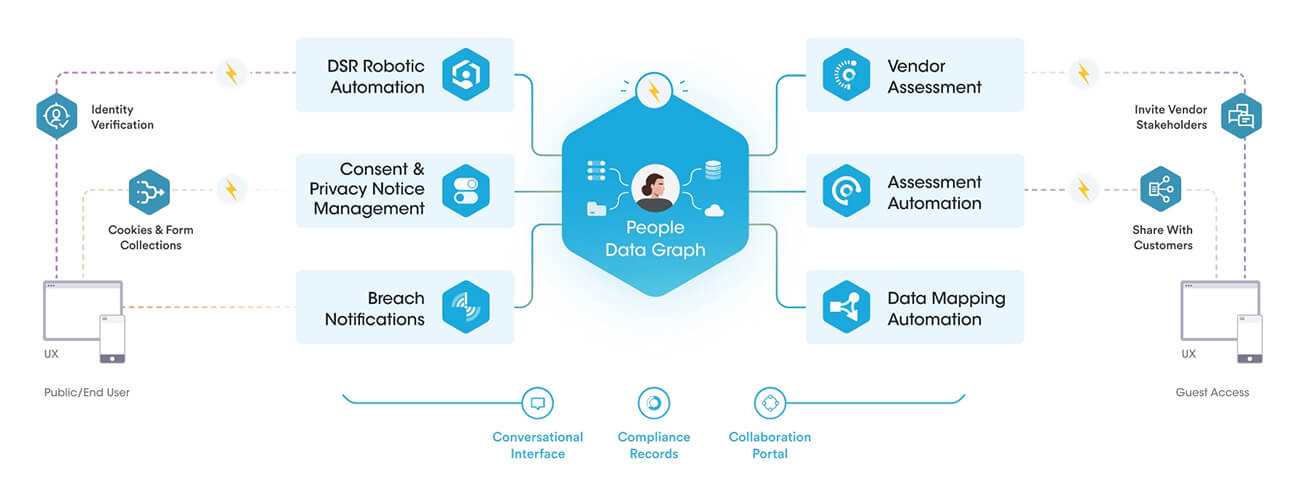 DSR Robotic
Automation
Identity
Verification
Consent &
Privacy Notice
Management
Cookies & Form
Collections
Breach
Notifications
UX
Public/End User
People
Data Graph
Vendor
Assessment
Invite Vendor
Stakeholders
Assessment
Automation
Share With
Customers
Data Mapping
Automation
UX
Guest Access
Conversational
Interface
Compliance
Records
Collaboration
Portal